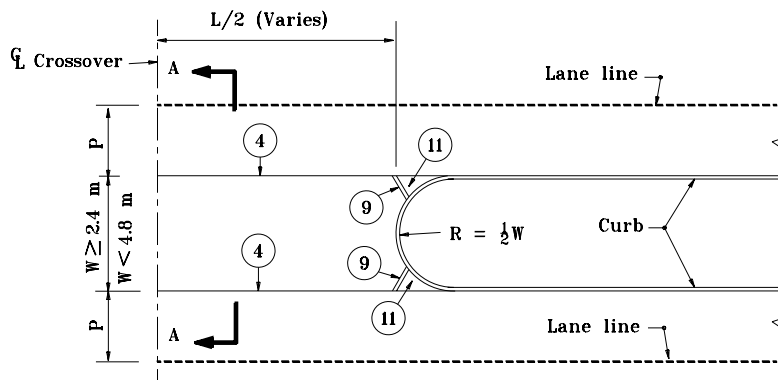 L/2 (Varies)
℄ Crossover
A
Lane line
P
4
11
9
W ≥ 2.4 m
W < 4.8 m
R = ½W
Curb
4
9
11
P
A
Lane line